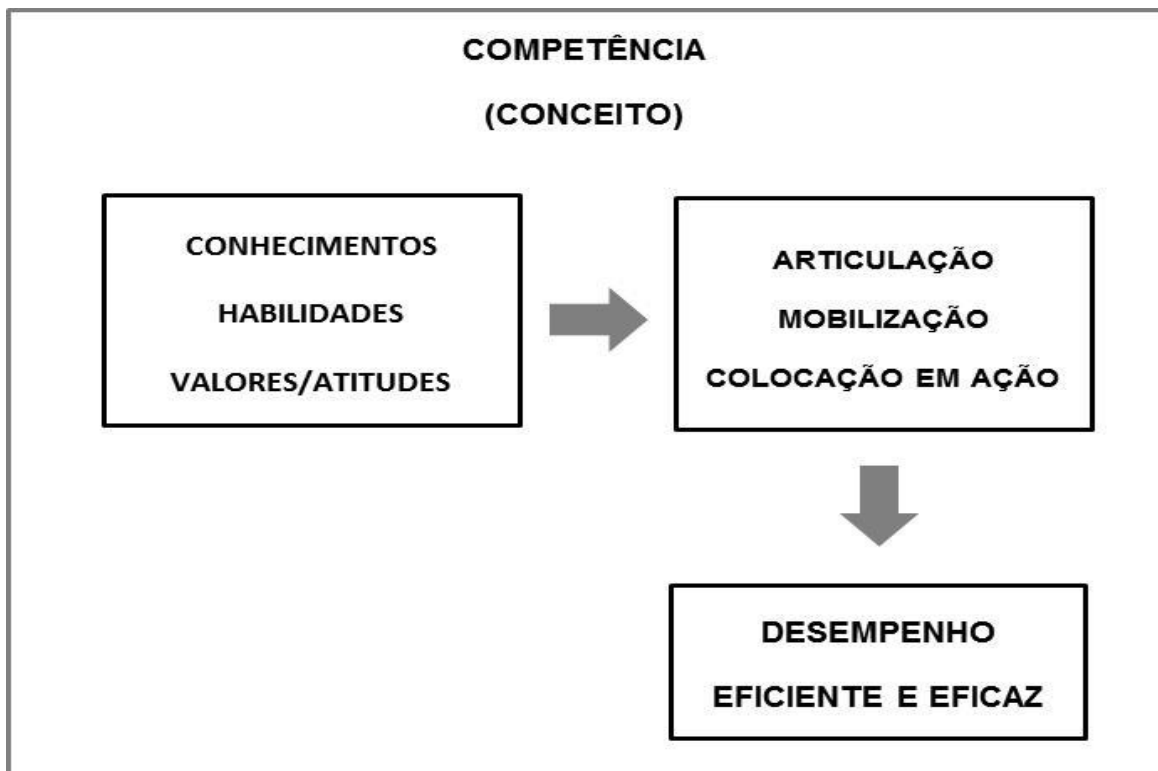 COMPETÊNCIA
(CONCEITO)
CONHECIMENTOS
HABILIDADES
VALORES/ATITUDES
ARTICULAÇÃO
MOBILIZAÇÃO
COLOCAÇÃO EM AÇÃO
DESEMPENHO
EFICIENTE E EFICAZ